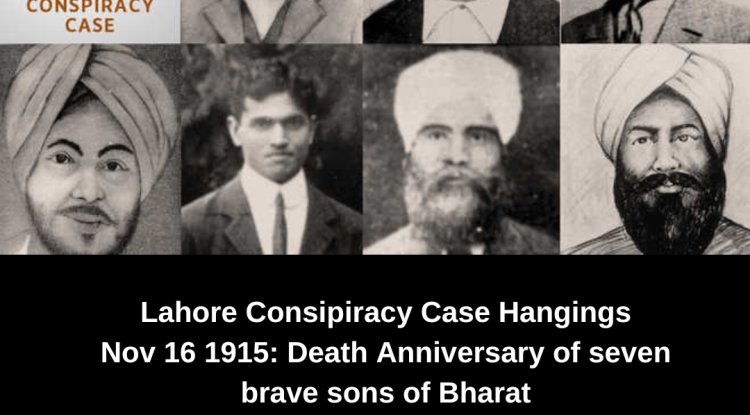 CONSPIRACY
CASE
Lahore Consipiracy Case Hangings
Nov 16 1915: Death Anniversary of seven
brave sons of Bharat